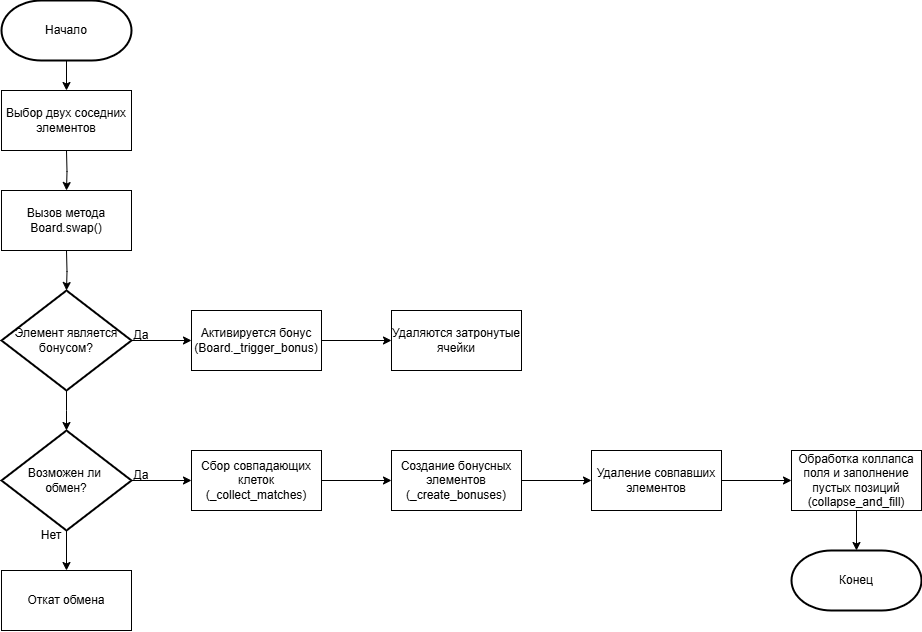 Начало
Выбор двух соседних
элементов
Вызов метода
Board.swap()
Элемент является
бонусом?
Да
Активируется бонус
(Board._trigger_bonus)
Удаляются затронутые
ячейки
Возможен ли
обмен?
Да
Сбор совпадающих
клеток
(_collect_matches)
Создание бонусных
элементов
(_create_bonuses)
Удаление совпавших
элементов
Обработка коллапса
поля и заполнение
пустых позиций
(collapse_and_fill)
Нет
Откат обмена
Конец